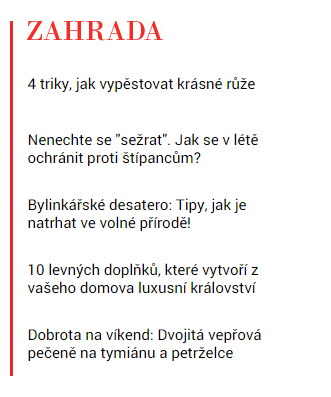 ZAHRADA
4 triky, jak vypěstovat krásné růže
Nenechte se "sežrat". Jak se v létě
ochránit proti štípancům?
Bylinkářské desatero: Tipy, jak je
natrhat ve volné přírodě!
10 levných doplňků, které vytvoří z
vašeho domova luxusní království
Dobrota na víkend: Dvojitá vepřová
pečeně na tymiánu a petrželce